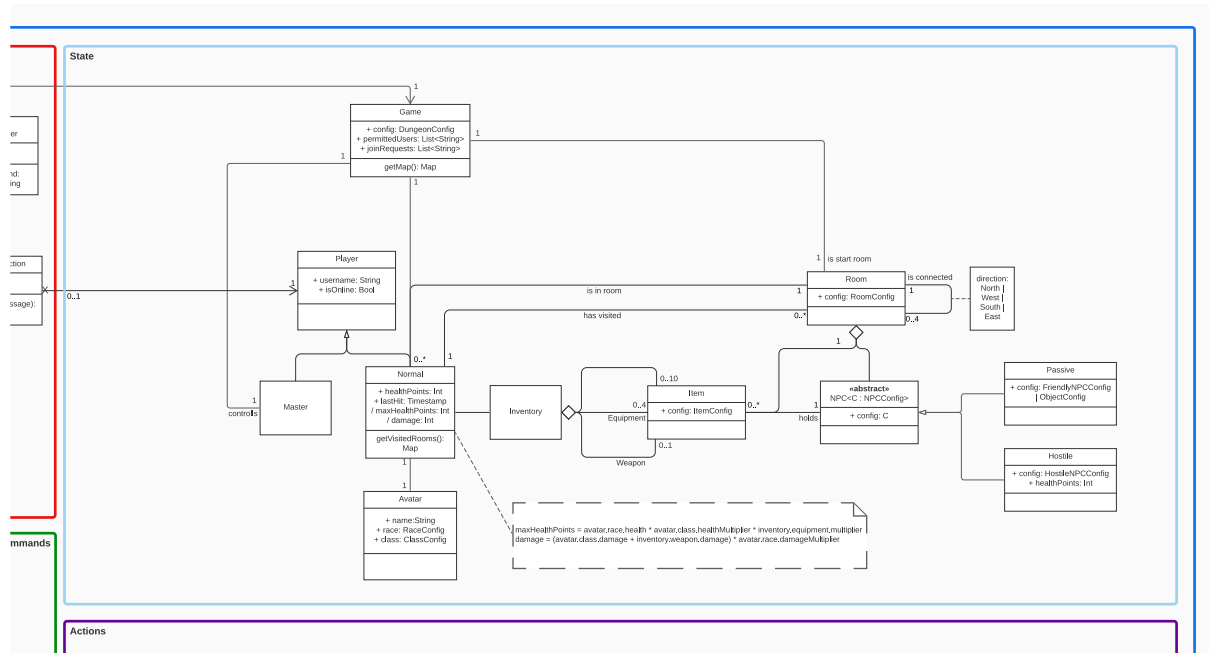 State
1
Game
+ config: DungeonConfig
+ permittedUsers: List<String>
+ joinRequests: List<String>
getMap(): Map
1
1
1
er
nd:
ing
ction
ssage):
0..1
1
Player
+ username: String
+ isOnline: Bool
1
is start room
Room
+ config: RoomConfig
is connected
1
0..4
direction:
North |
West |
South |
East
is in room
1
has visited
0..*
1
0..*
1
controls
Master
Normal
+ healthPoints: Int
+ lastHit: Timestamp
/ maxHealthPoints: Int
/ damage: Int
getVisitedRooms():
Map
Inventory
0..10
0..4
Equipment
0..1
Weapon
Item
+ config: ItemConfig
0..*
1
1
holds
«abstract»
NPC<C : NPCConfig>
+ config: C
Passive
+ config: FriendlyNPCConfig
| ObjectConfig
Hostile
+ config: HostileNPCConfig
+ healthPoints: Int
1
1
Avatar
+ name:String
+ race: RaceConfig
+ class: ClassConfig
maxHealthPoints = avatar,race,health * avatar,class,healthMultiplier * inventory,equipment,multiplier
damage = (avatar.class.damage + inventory.weapon.damage) * avatar.race.damageMultiplier
mmands
Actions